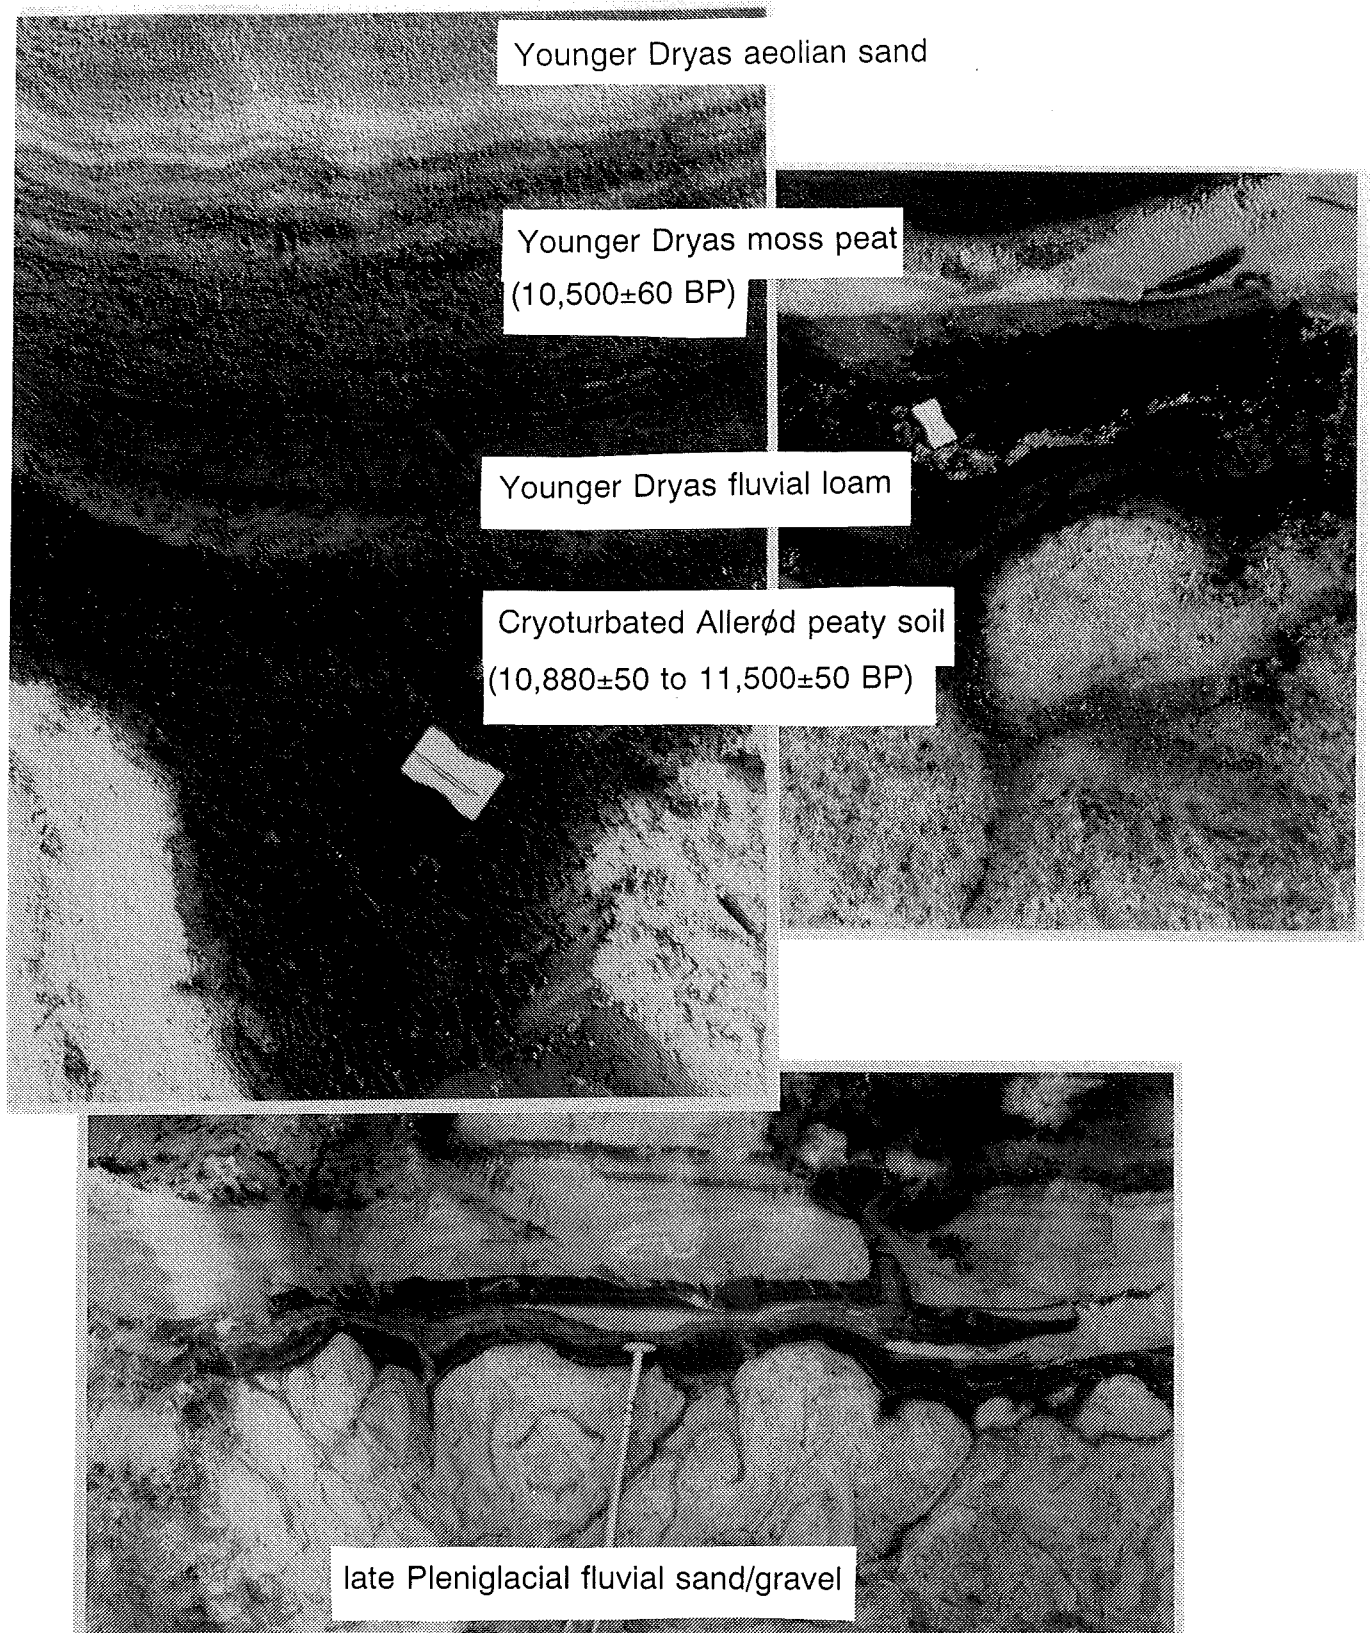 Younger Dryas aeolian sand
Younger Dryas moss peat
(10,500±60 BP)
Younger Dryas fluvial loam
Cryoturbated Allerød peaty soil
(10,880±50 to 11,500±50 BP)
late Pleniglacial fluvial sand/gravel